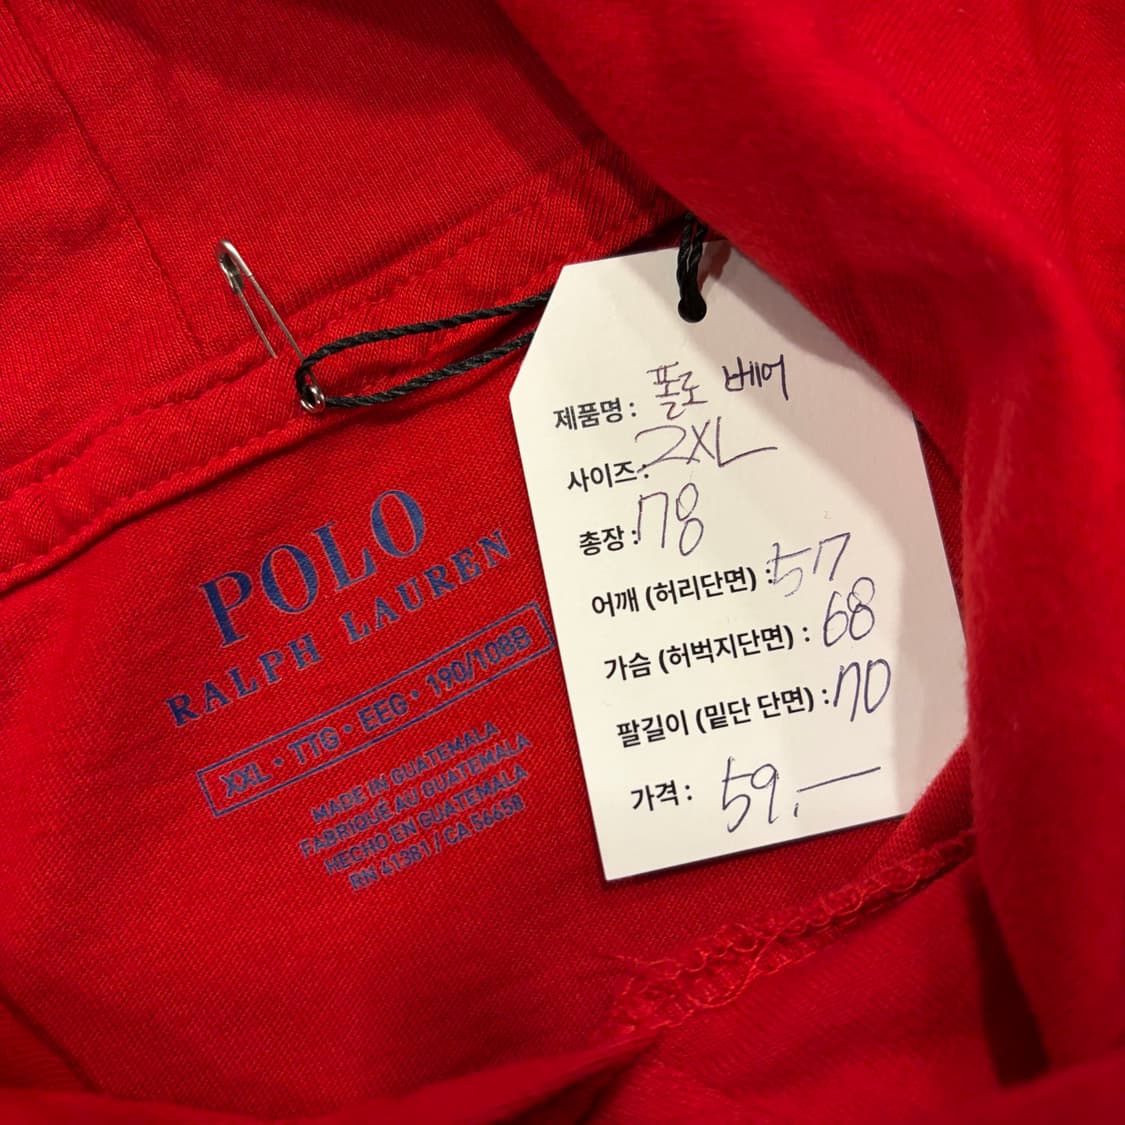 POLO
RALPH LAUREN
XXL • TTG • EEG • 190/108B
MADE IN GUATEMALA
FABRIQUÉ AU GUATEMALA
HECHO EN GUATEMALA
RN 41381 / CA 56658
제품명 : 폴로 베어
사이즈 : 2XL
총장 : 78
어깨 (허리단면) : 57
가슴 (허벅지단면) : 68
팔길이 (밑단 단면) : 70
가격 : 59,—